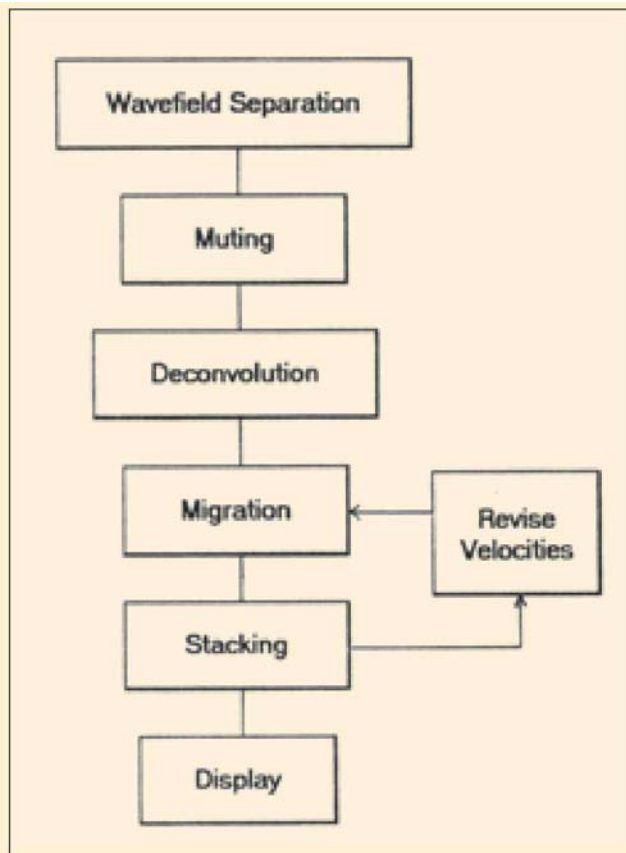 Wavefield Separation
Muting
Deconvolution
Migration
Revise
Velocities
Stacking
Display